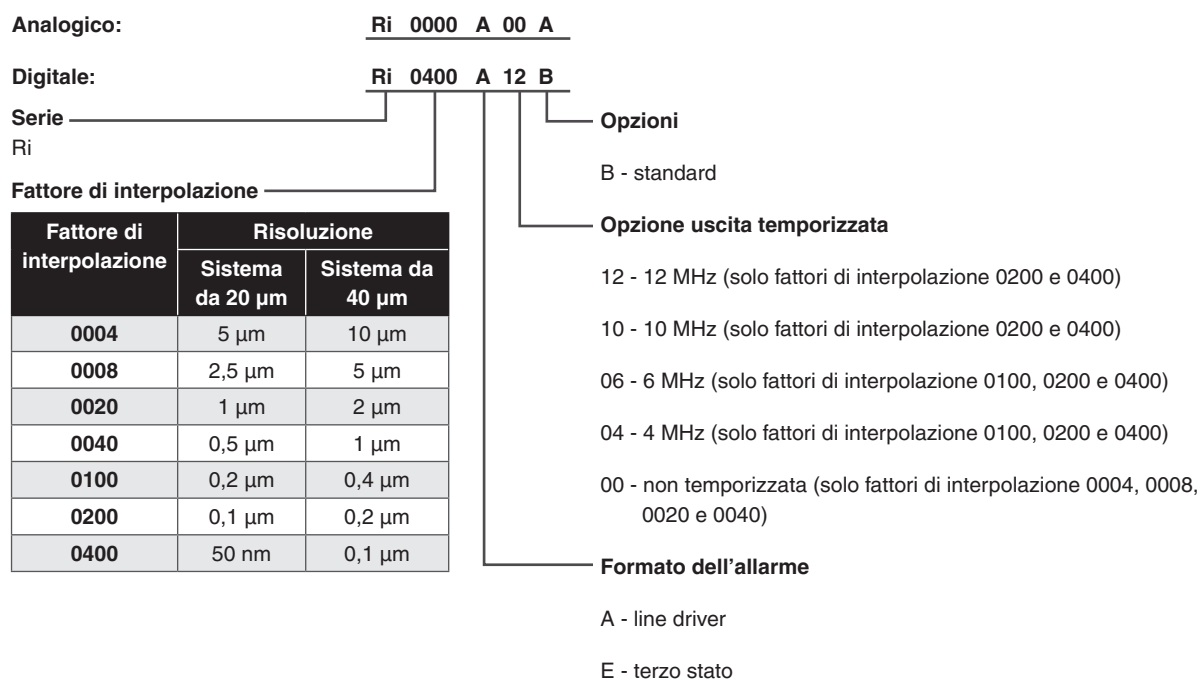 Analogico: Ri 0000 A 00 A
Digitale: Ri 0400 A 12 B
Serie
Ri
Fattore di interpolazione
Fattore di interpolazione Risoluzione
Sistema da 20 µm Sistema da 40 µm
0004 5 µm 10 µm
0008 2,5 µm 5 µm
0020 1 µm 2 µm
0040 0,5 µm 1 µm
0100 0,2 µm 0,4 µm
0200 0,1 µm 0,2 µm
0400 50 nm 0,1 µm
Opzioni
B - standard
Opzione uscita temporizzata
12 - 12 MHz (solo fattori di interpolazione 0200 e 0400)
10 - 10 MHz (solo fattori di interpolazione 0200 e 0400)
06 - 6 MHz (solo fattori di interpolazione 0100, 0200 e 0400)
04 - 4 MHz (solo fattori di interpolazione 0100, 0200 e 0400)
00 - non temporizzata (solo fattori di interpolazione 0004, 0008,
0020 e 0040)
Formato dell’allarme
A - line driver
E - terzo stato